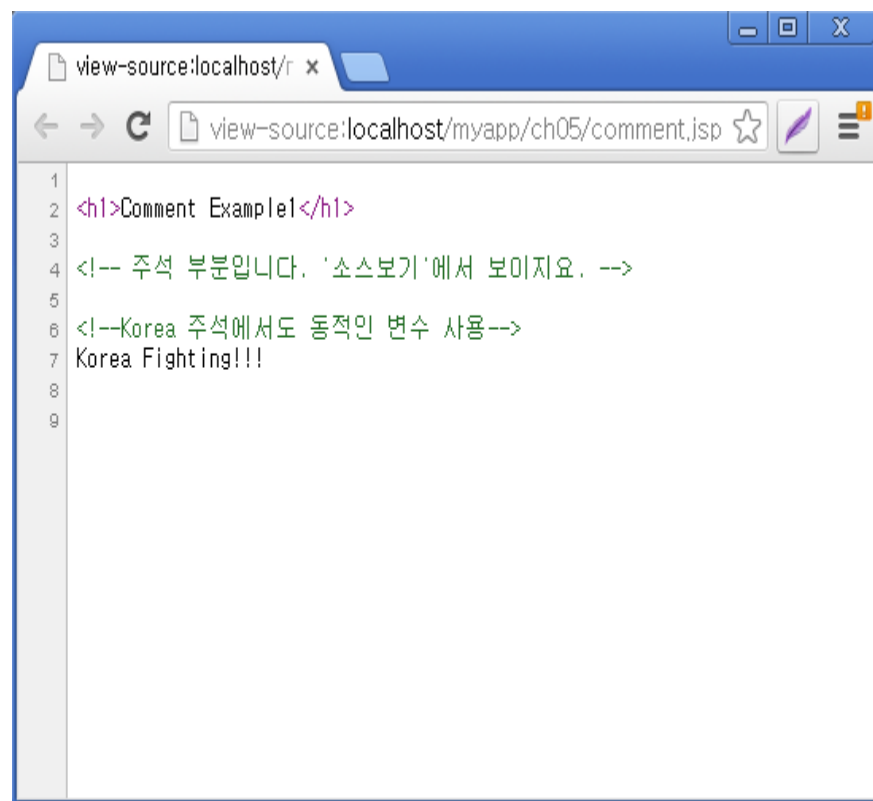 view-source:localhost/r
view-source:localhost/myapp/ch05/comment.jsp
1
2 <h1>Comment Example1</h1>
3
4 <!-- 주석 부분입니다. '소스보기'에서 보이지요. -->
5
6 <!--Korea 주석에서도 동적인 변수 사용-->
7 Korea Fighting!!!
8
9